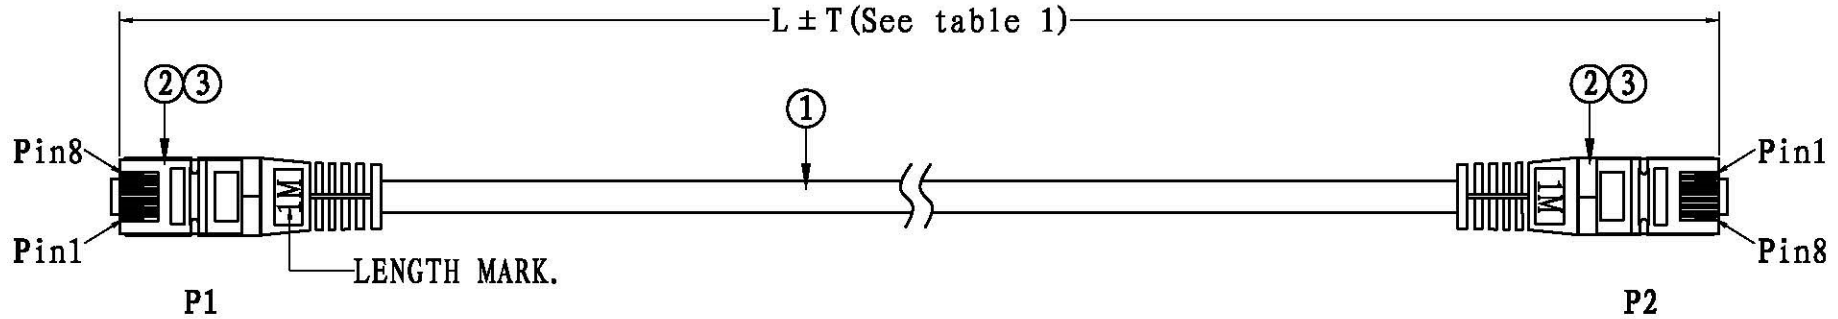 L±T(See table 1)
②③
①
②③
Pin8
Pin1
1M
1M
Pin1
Pin8
LENGTH MARK.
P1
P2